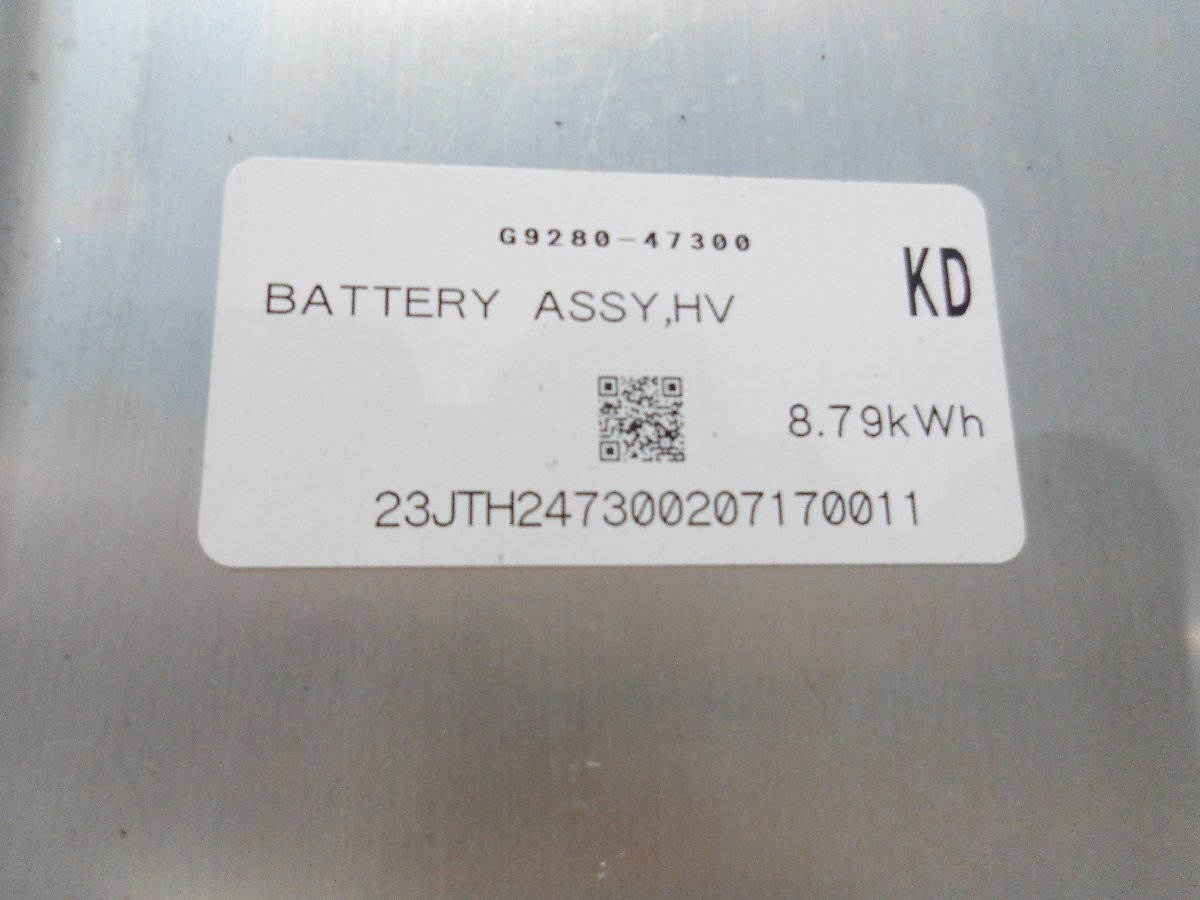 G9280-47300
KD
BATTERY ASSY,HV
8.79kWh
23JTH247300207170011